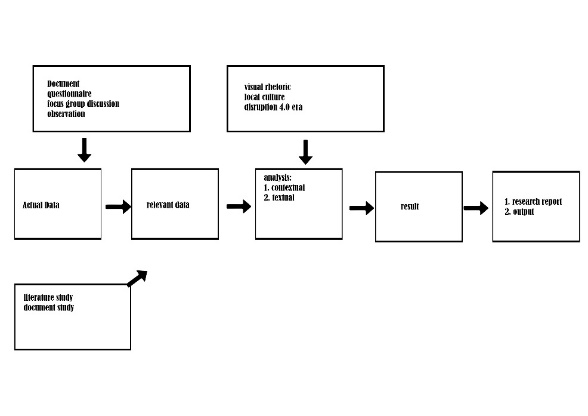 Document
questionnaire
focus group discussion
observation
visual rhetoric
local culture
disruption 4.0 era
Actual Data
relevant data
analysis:
1. contextual
2. textual
result
1. research report
2. output
literature study
document study